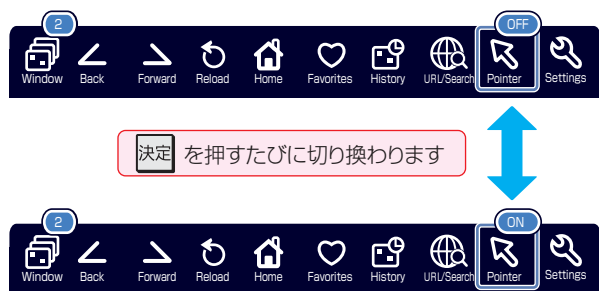 2 OFF
Window Back Forward Reload Home Favorites History URL/Search Pointer Settings
決定 を押すたびに切り換わります
2 ON
Window Back Forward Reload Home Favorites History URL/Search Pointer Settings